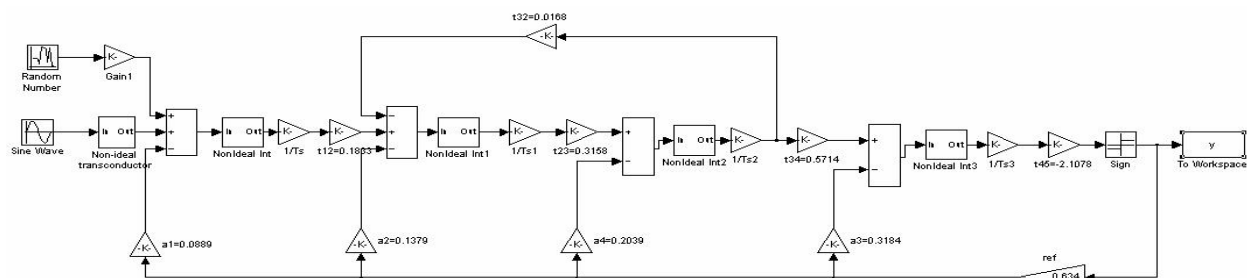 t32=0.0168
-K-
Random
Number
K-
Gain1
Sine Wave
In Out
Non-ideal
transconductor
+
+
−
In Out
NonIdeal Int
K-
1/Ts
K-
t12=0.1833
−
+
−
In Out
NonIdeal Int1
K-
1/Ts1
K-
t23=0.3158
+
−
In Out
NonIdeal Int2
K-
1/Ts2
K-
t34=0.5714
+
−
In Out
NonIdeal Int3
K-
1/Ts3
K-
t45=-2.1078
Sign
y
To Workspace
-K-
a1=0.0889
-K-
a2=0.1379
-K-
a4=0.2039
-K-
a3=0.3184
ref
0.634